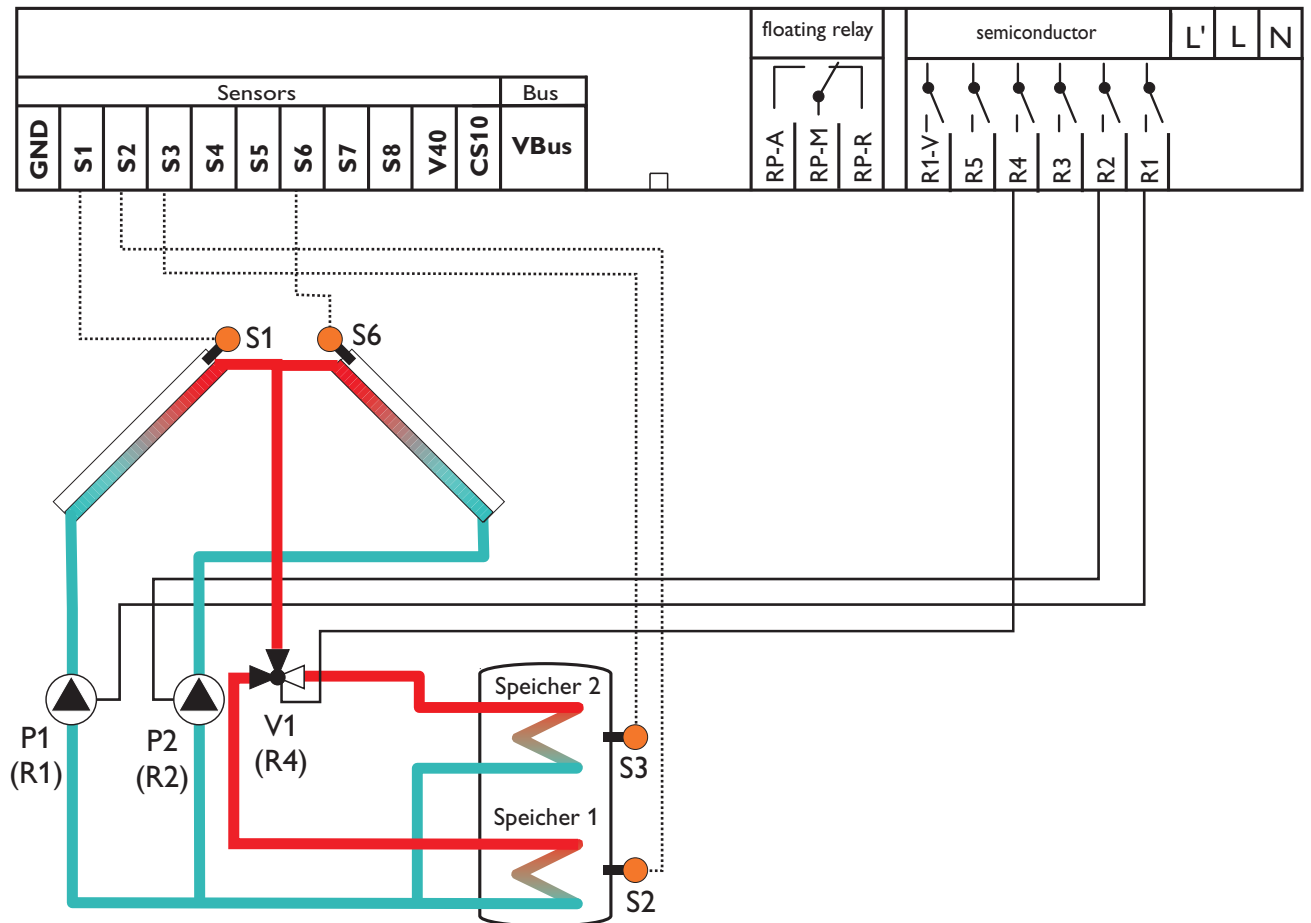 floating relay
semiconductor
L'
L
N
Sensors
Bus
GND
S1
S2
S3
S4
S5
S6
S7
S8
V40
CS10
VBus
RP-A
RP-M
RP-R
R1-V
R5
R4
R3
R2
R1
S1
S6
P1
(R1)
P2
(R2)
V1
(R4)
Speicher 2
S3
Speicher 1
S2